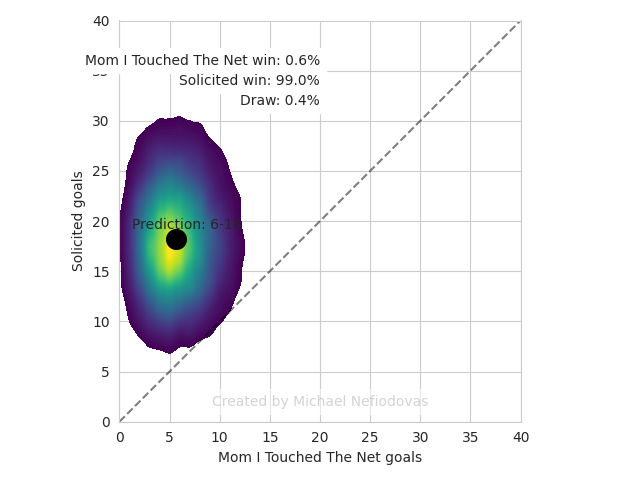 40
Mom I Touched The Net win: 0.6%
Solicited win: 99.0%
Draw: 0.4%
30
25
20
15
10
5
0
Solicited goals
Prediction:
Created by Michael Nefiodovas
0 5 10 15 20 25 30 35 40
Mom I Touched The Net goals